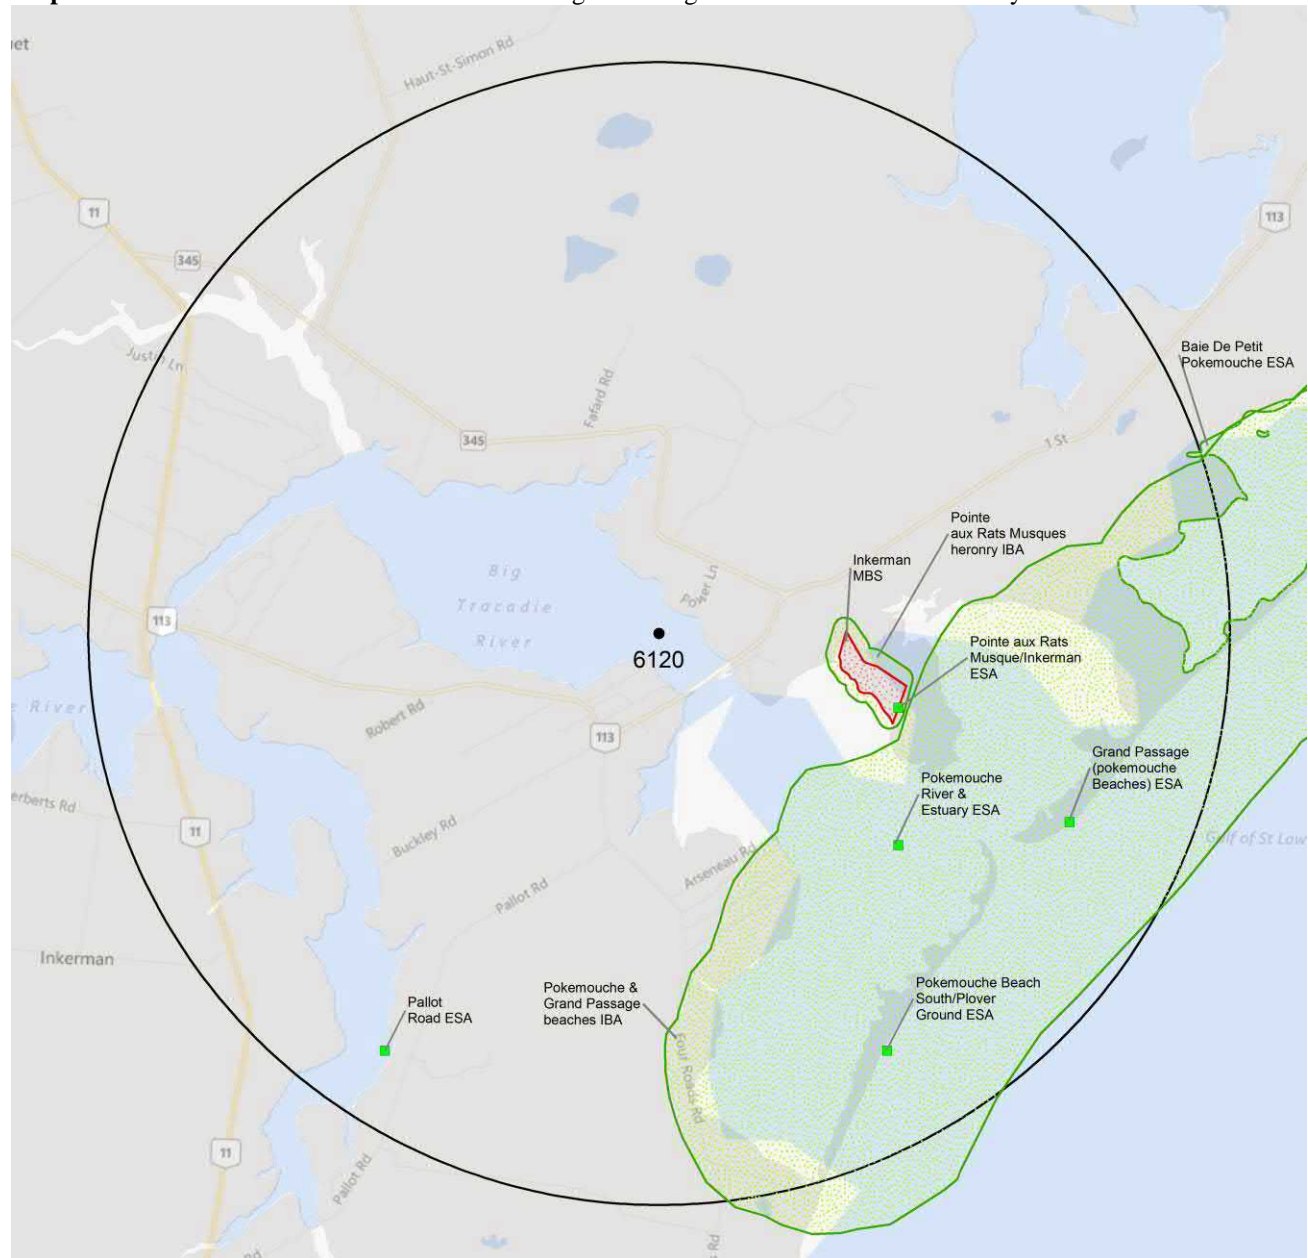 Haut-St-Simon Rd
11
113
345
Baie De Petit
Pokemouche ESA
Justin Ln
Fafard Rd
345
1 St
Pointe
aux Rats Musques
heronry IBA
Inkerman
MBS
Big
Tracadie
River
Power Ln
113
Pointe aux Rats
Musque/Inkerman
ESA
6120
River
Robert Rd
113
Grand Passage
(pokemouche
Beaches) ESA
Pokemouche
River &
Estuary ESA
11
Buckley Rd
Gulf of St Law
Arseneau Rd
Pallot Rd
Inkerman
Pokemouche &
Grand Passage
beaches IBA
Pokemouche Beach
South/Plover
Ground ESA
Pallot
Road ESA
Four Roads Rd
11
Pallot Rd